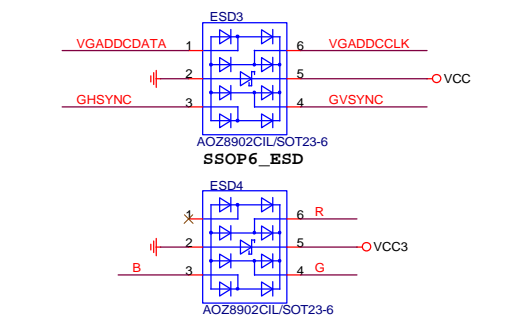 ESD3
VGADDCDATA 1 6 VGADDCCLK
2 5 VCC
GHSYNC 3 4 GVSYNC
AOZ8902CIL/SOT23-6
SSOP6_ESD
ESD4
1 6 R
2 5 VCC3
B 3 4 G
AOZ8902CIL/SOT23-6